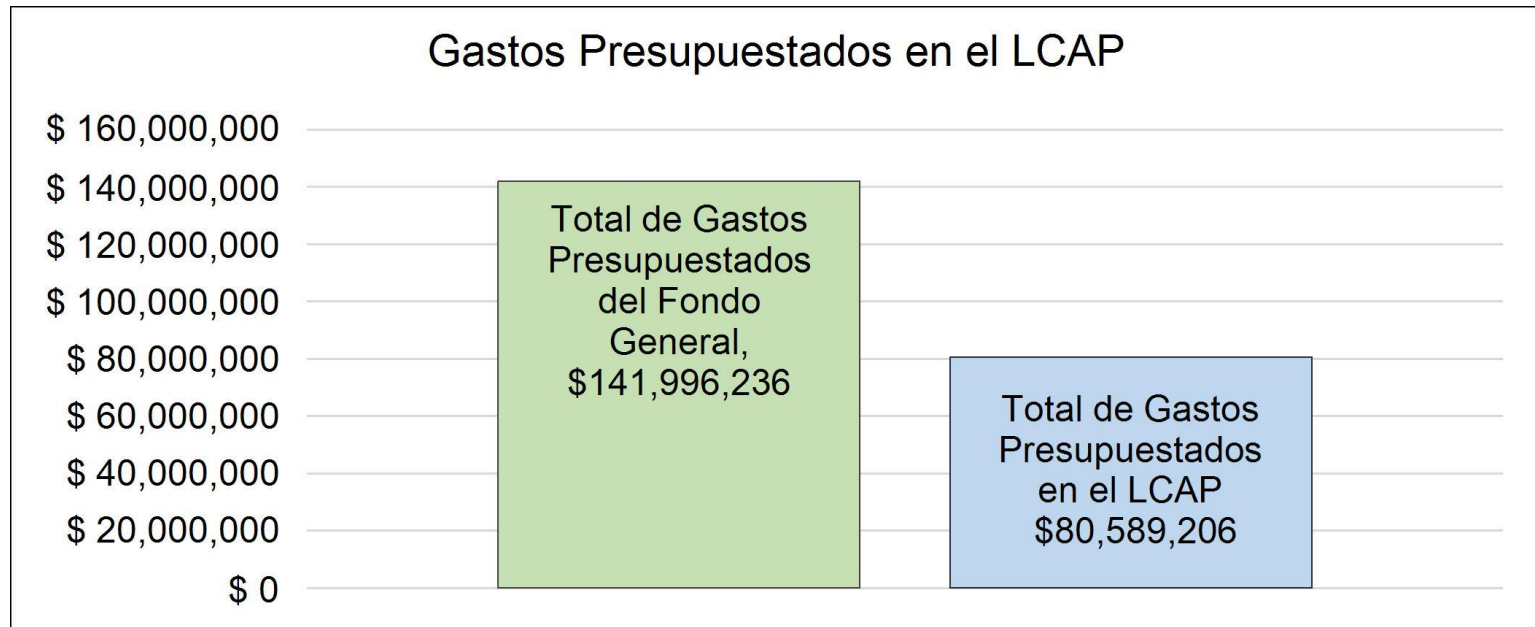 Gastos Presupuestados en el LCAP
$ 160,000,000
$ 140,000,000
$ 120,000,000
$ 100,000,000
$ 80,000,000
$ 60,000,000
$ 40,000,000
$ 20,000,000
$ 0
Total de Gastos
Presupuestados
del Fondo
General,
$141,996,236
Total de Gastos
Presupuestados
en el LCAP
$80,589,206